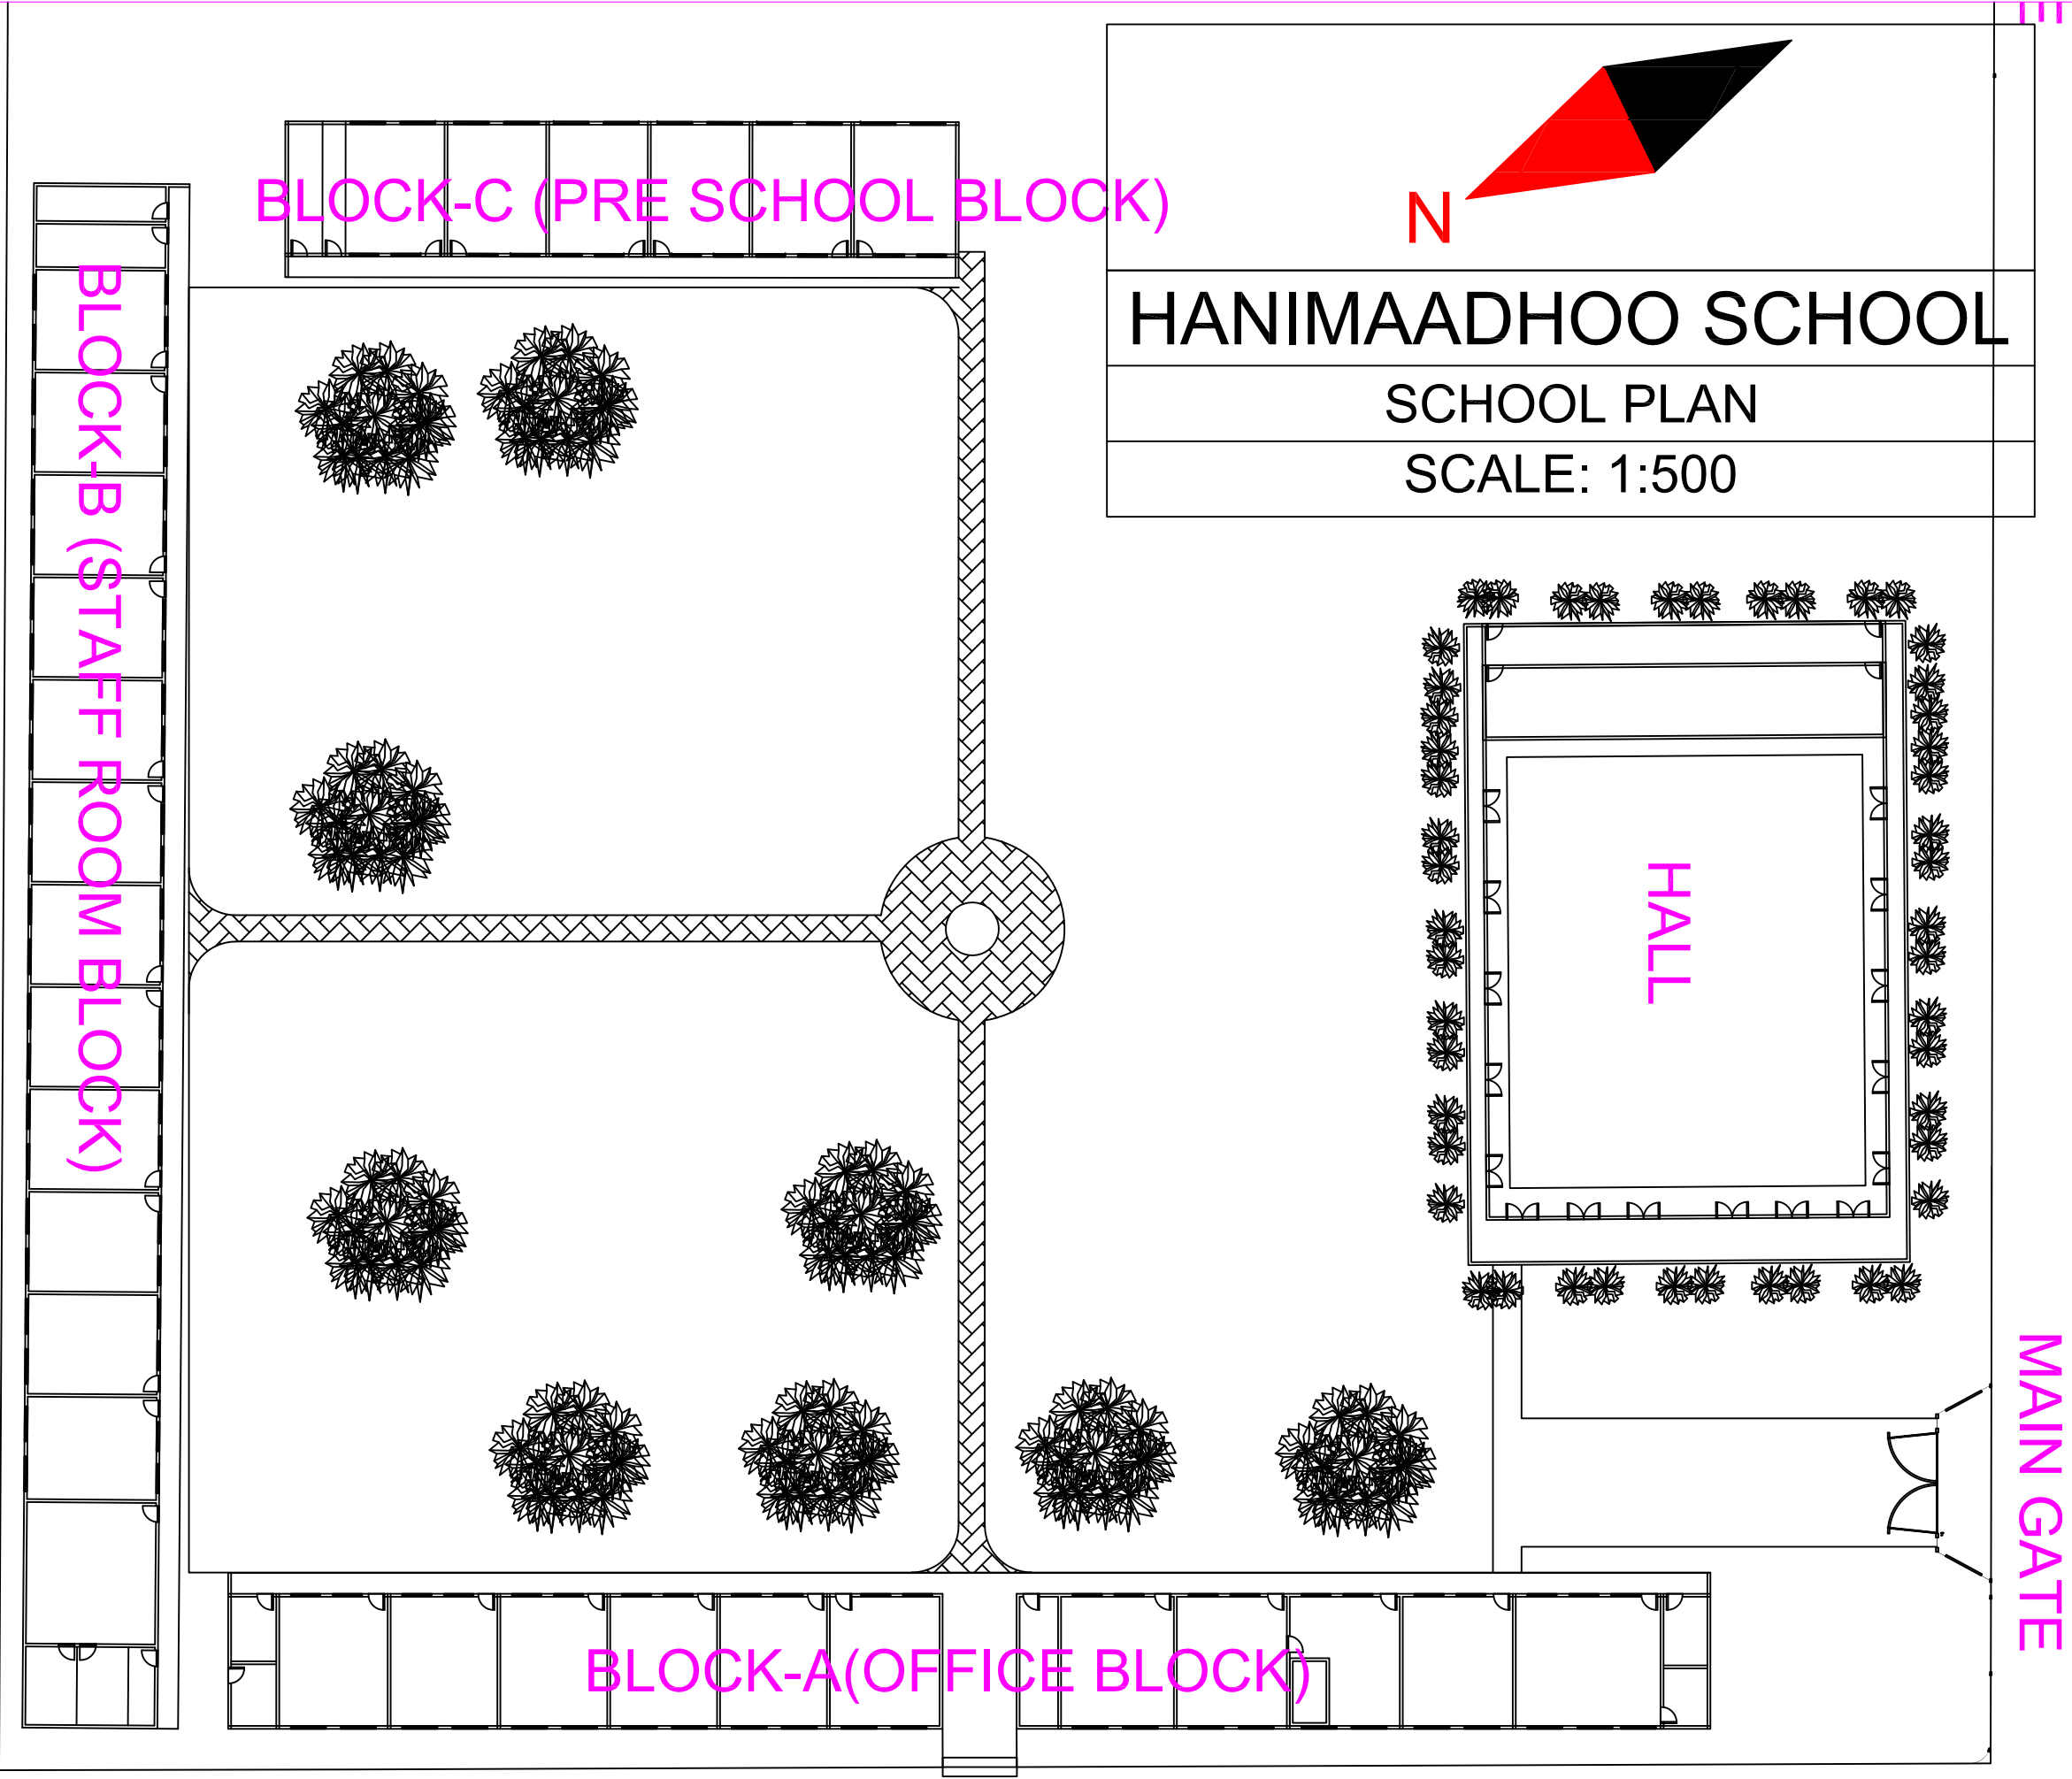 N
HANIMAADHOO SCHOOL
SCHOOL PLAN
SCALE: 1:500
BLOCK-C (PRE SCHOOL BLOCK)
BLOCK-B (STAFF ROOM BLOCK)
HALL
MAIN GATE
BLOCK-A(OFFICE BLOCK)